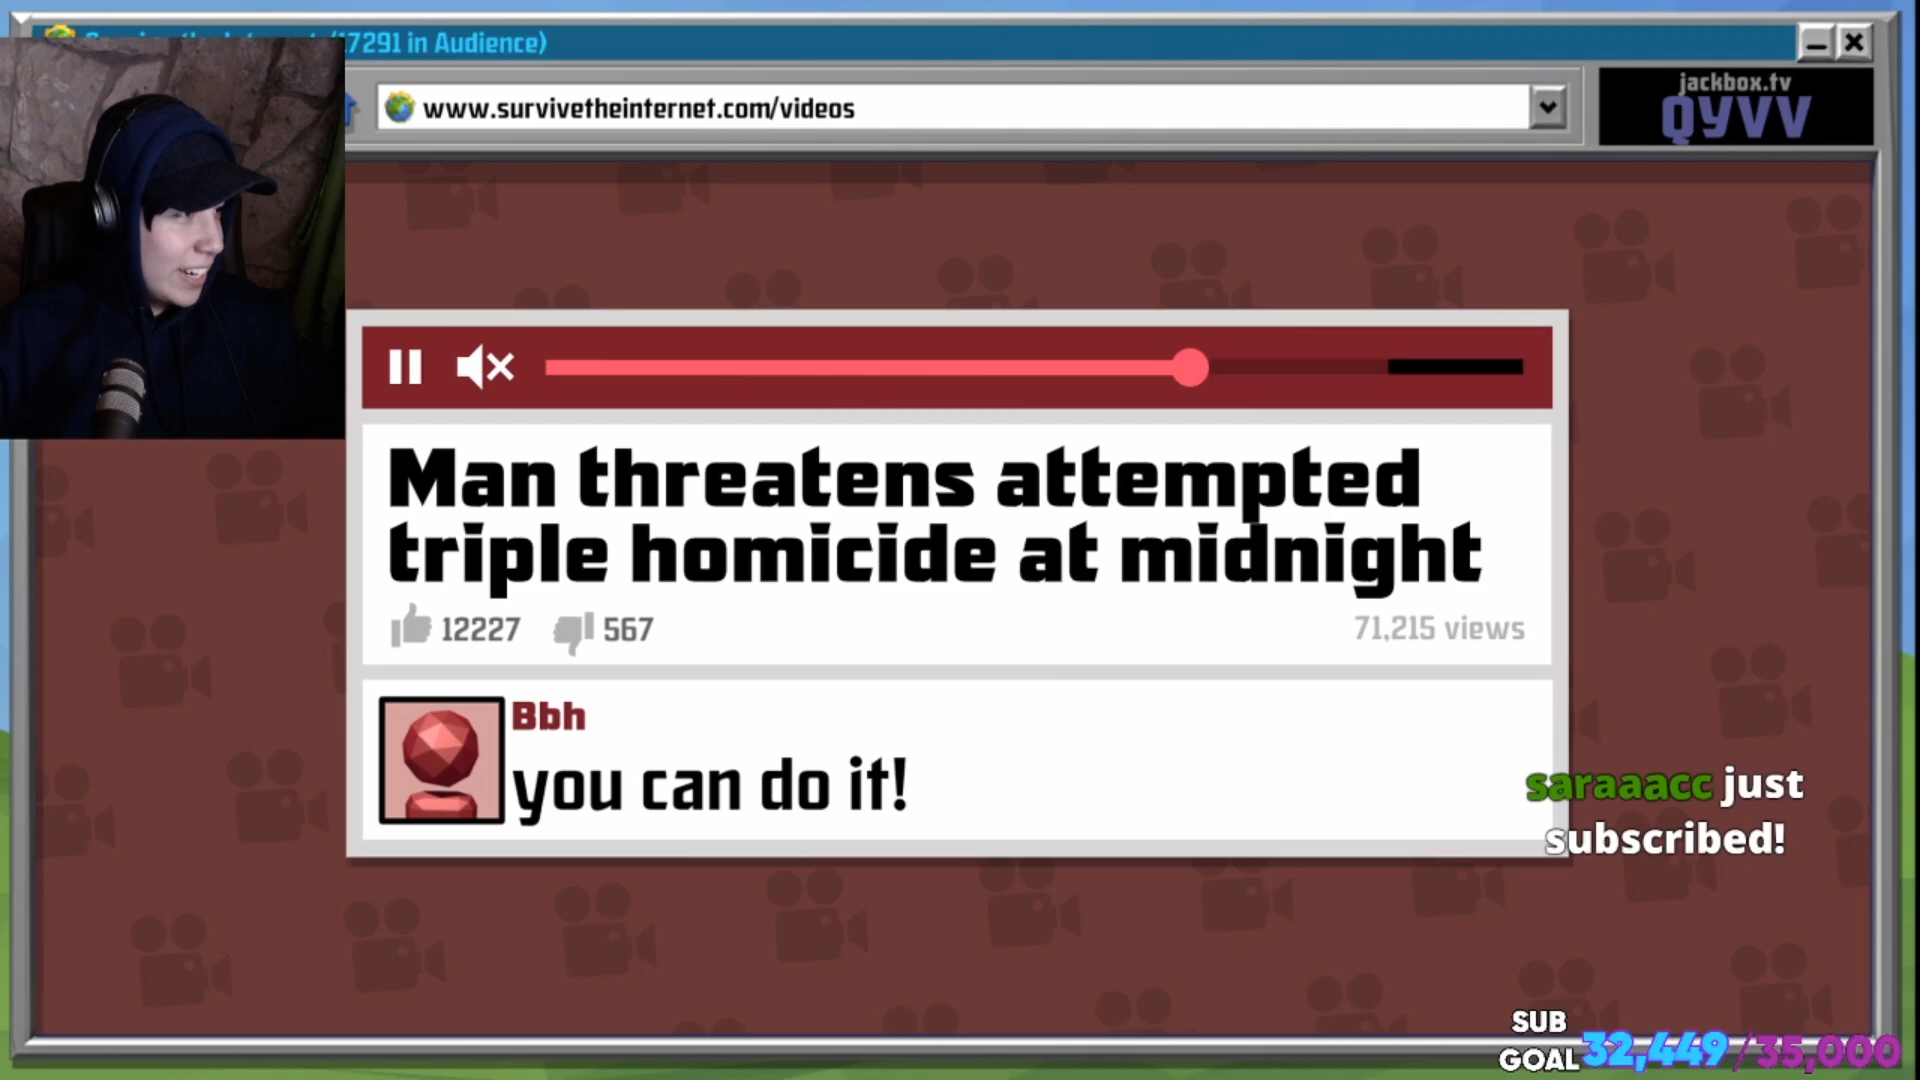 17291 in Audience)
www.survivetheinternet.com/videos
jackbox.tv
QYVV
Man threatens attempted
triple homicide at midnight
12227 567 71,215 views
Bbh
you can do it!
saraaacc just
subscribed!
SUB
GOAL 32,449/35,000